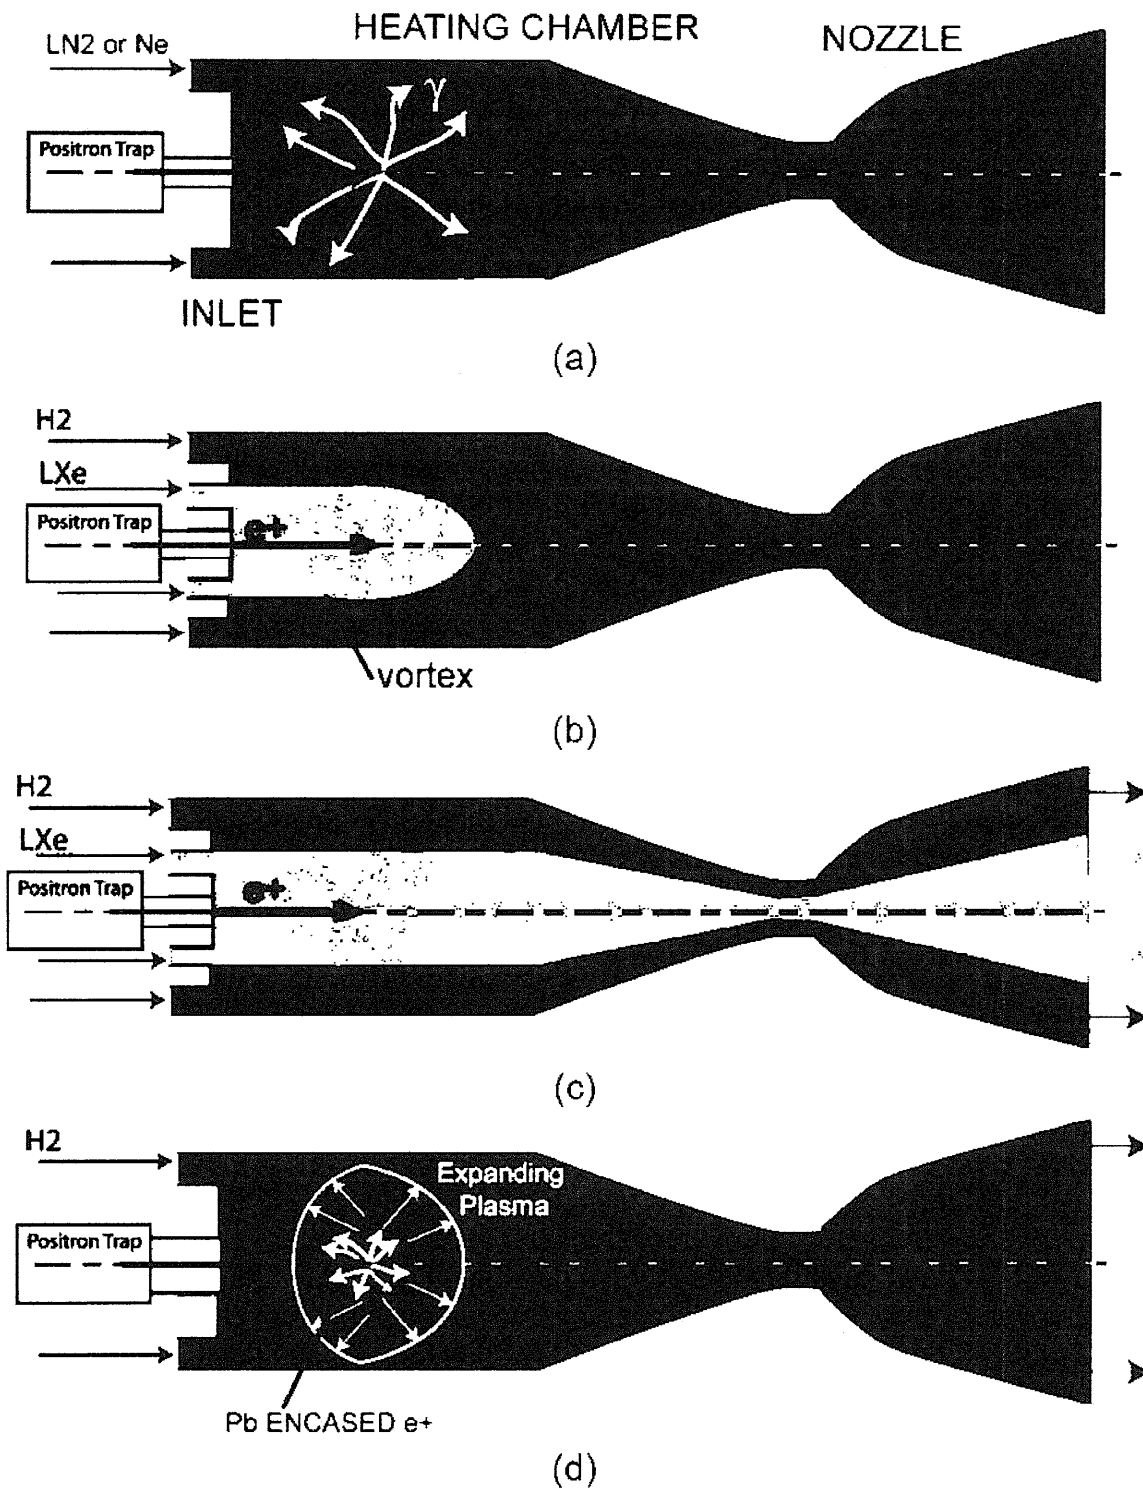 HEATING CHAMBER
NOZZLE
LN2 or Ne
γ
Positron Trap
INLET
(a)
H2
LXe
Positron Trap
e+
vortex
(b)
H2
LXe
Positron Trap
e+
(c)
H2
Expanding
Plasma
Positron Trap
Pb ENCASED e+
(d)